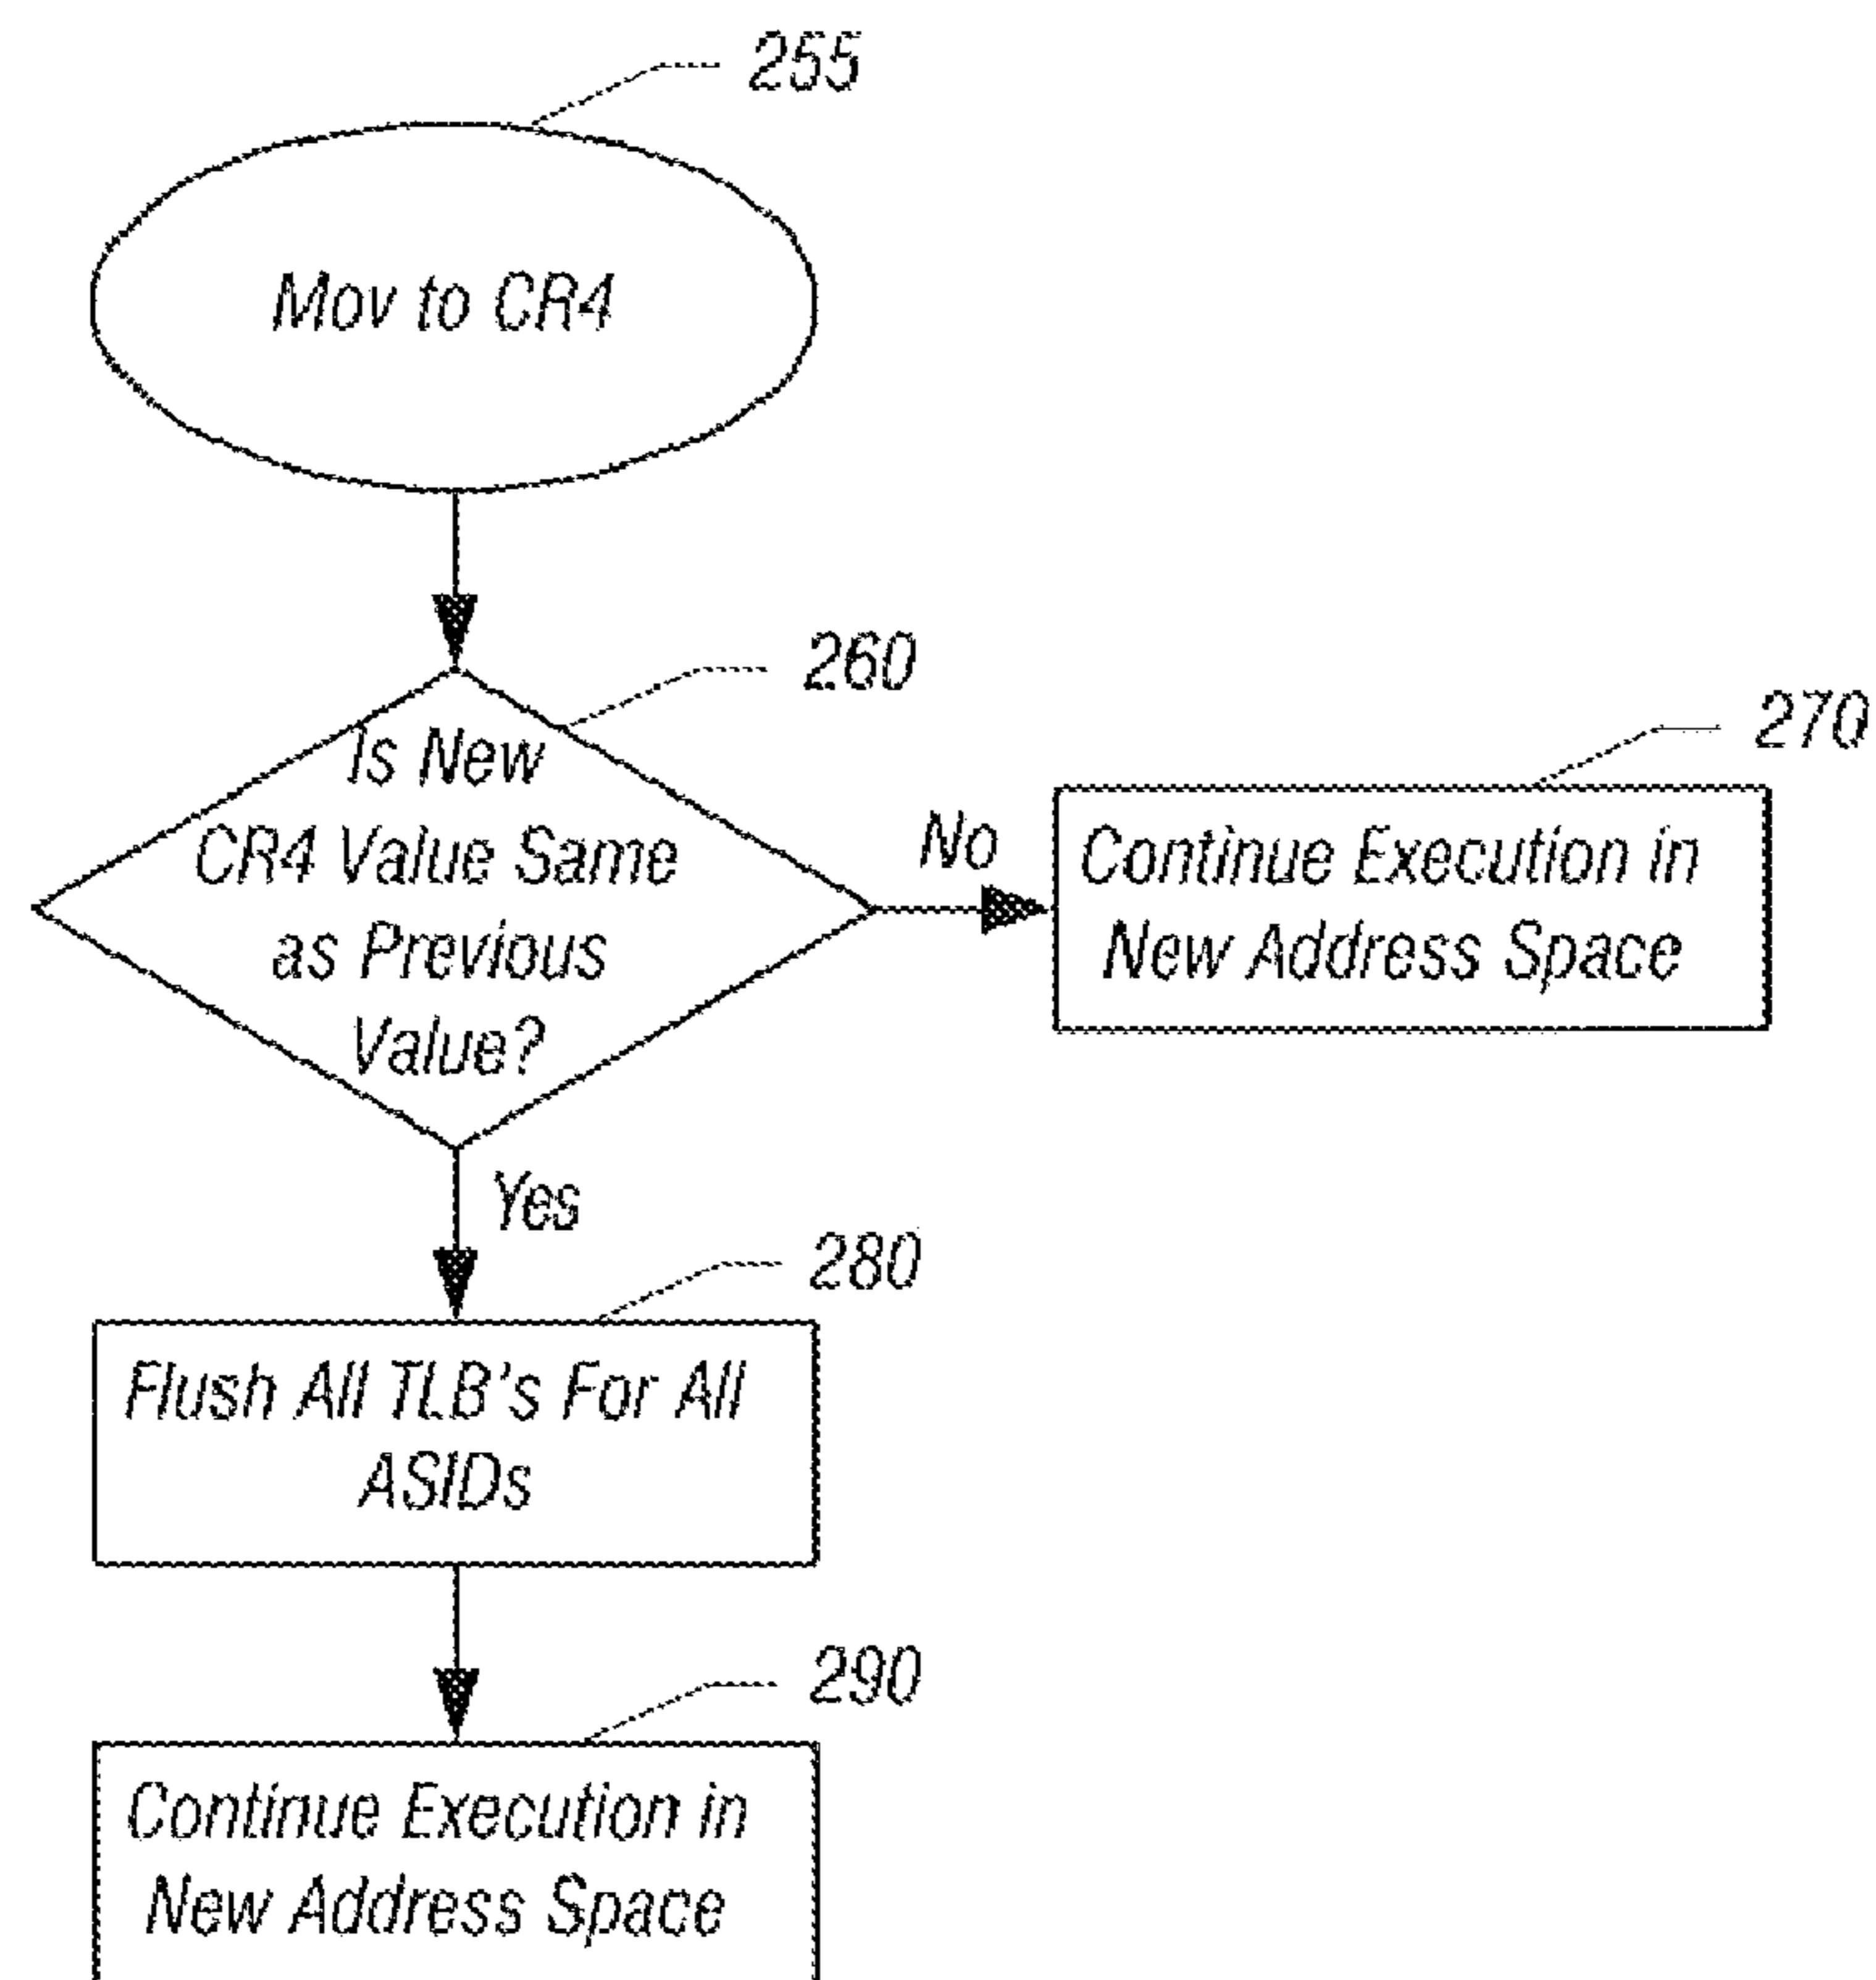 255
Mov to CR4
260
Is New
CR4 Value Same
as Previous
Value?
No
270
Continue Execution in
New Address Space
Yes
280
Flush All TLB's For All
ASIDs
290
Continue Execution in
New Address Space